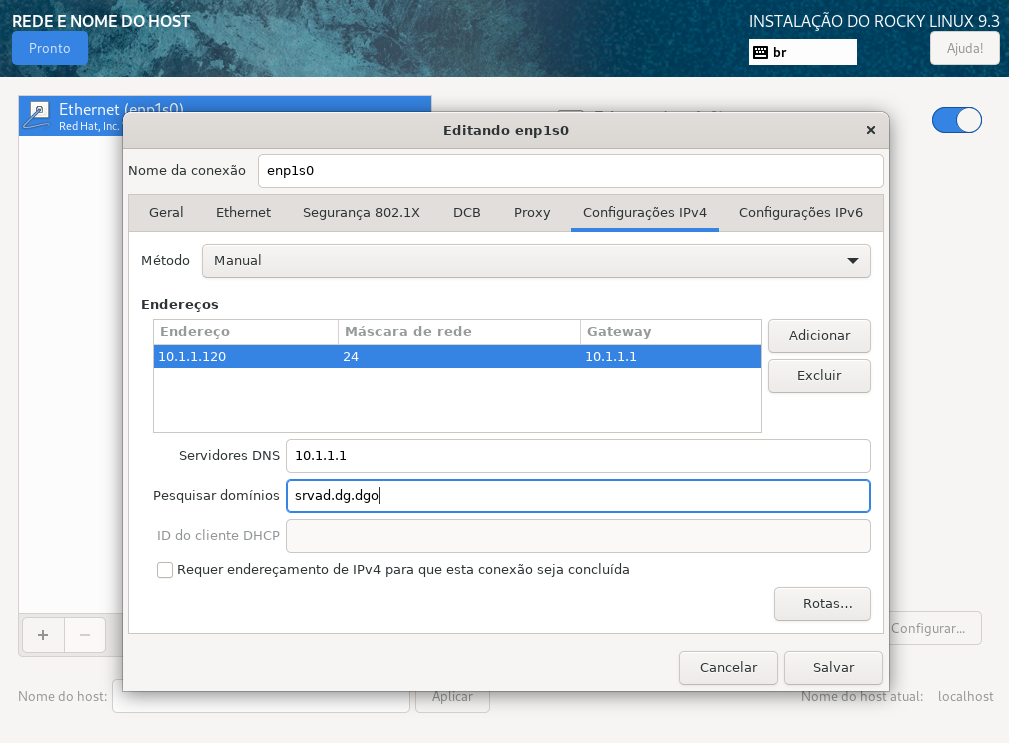 REDE E NOME DO HOST
INSTALAÇÃO DO ROCKY LINUX 9.3
Pronto
br
Ajuda!
Ethernet (enp1s0)
Red Hat, Inc.
Editando enp1s0
Nome da conexão
enp1s0
Geral
Ethernet
Segurança 802.1X
DCB
Proxy
Configurações IPv4
Configurações IPv6
Método
Manual
Endereços
Endereço
Máscara de rede
Gateway
Adicionar
10.1.1.120
24
10.1.1.1
Excluir
Servidores DNS
10.1.1.1
Pesquisar domínios
srvad.dg.dgo
ID do cliente DHCP
Requer endereçamento de IPv4 para que esta conexão seja concluída
Rotas…
+
−
Configurar...
Cancelar
Salvar
Nome do host:
Aplicar
Nome do host atual:
localhost